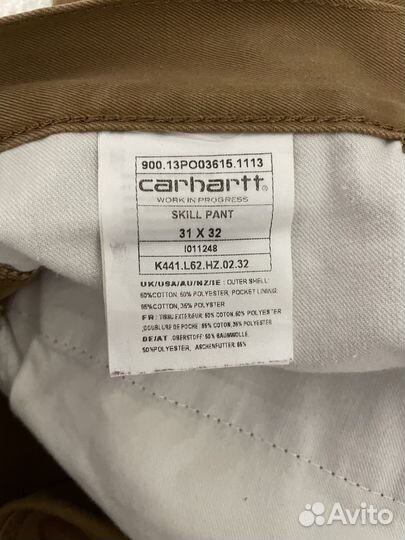 900.13PO03615.1113
carhartt®
WORK IN PROGRESS
SKILL PANT
31 X 32
I011248
K441.L62.HZ.02.32
UK/USA/AU/NZ/IE : OUTER SHELL:
50%COTTON, 50% POLYESTER, POCKET LINING:
65%COTON, 35% POLYESTER
FR : TISSU EXTERIEUR: 50% COTON, 50% POLYESTER
,DOUBLURE DE POCHE: 65% COTON, 35% POLYESTER
DE/AT .OBERSTOFF: 50% BAUMWOLLE,
50%POLYESTER, ASCHENFUTTER: 65%
Avito